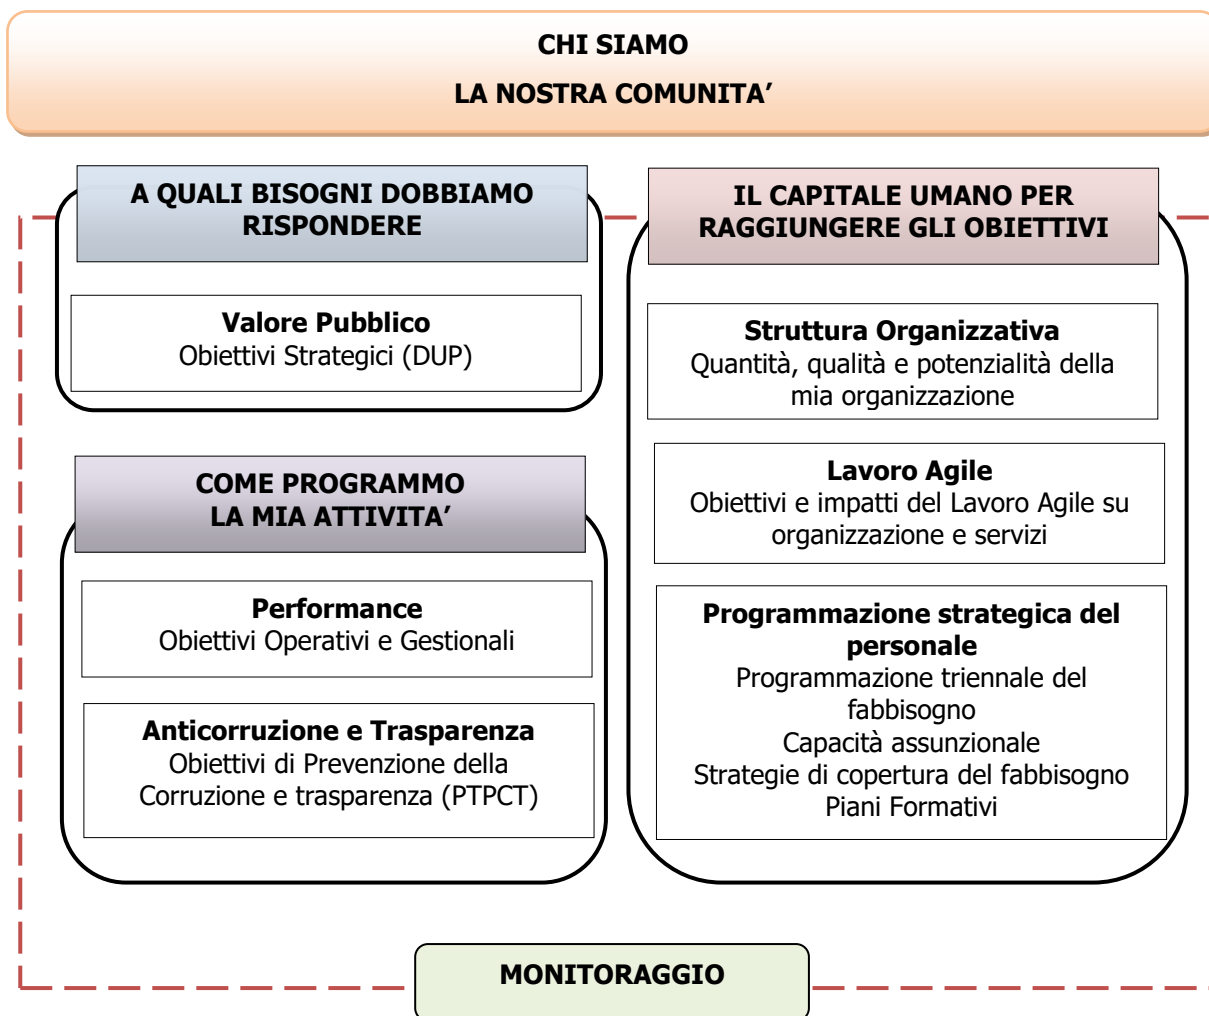 CHI SIAMO
LA NOSTRA COMUNITA’
A QUALI BISOGNI DOBBIAMO
RISPONDERE
Valore Pubblico
Obiettivi Strategici (DUP)
COME PROGRAMMO
LA MIA ATTIVITA’
Performance
Obiettivi Operativi e Gestionali
Anticorruzione e Trasparenza
Obiettivi di Prevenzione della
Corruzione e trasparenza (PTPCT)
IL CAPITALE UMANO PER
RAGGIUNGERE GLI OBIETTIVI
Struttura Organizzativa
Quantità, qualità e potenzialità della
mia organizzazione
Lavoro Agile
Obiettivi e impatti del Lavoro Agile su
organizzazione e servizi
Programmazione strategica del
personale
Programmazione triennale del
fabbisogno
Capacità assunzionale
Strategie di copertura del fabbisogno
Piani Formativi
MONITORAGGIO